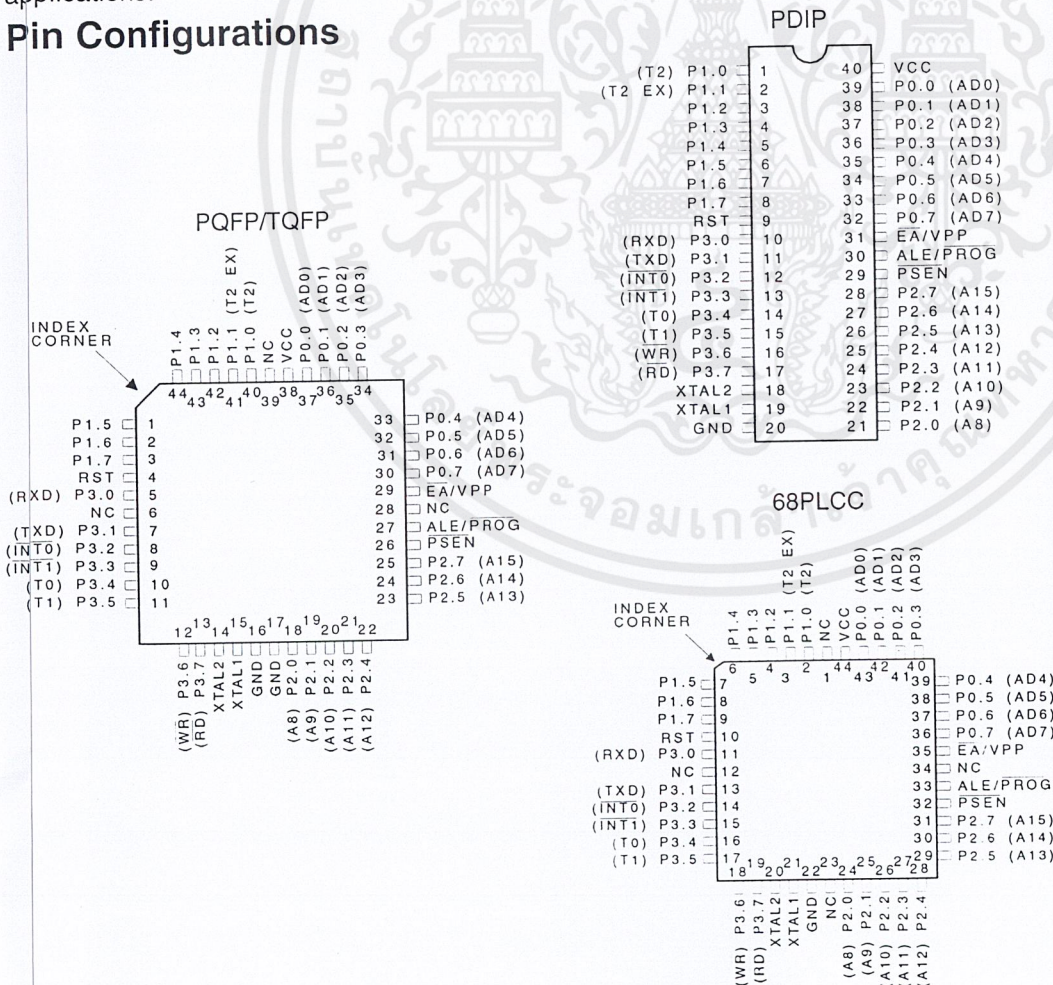 applications.
Pin Configurations
PDIP
(T2) P1.0 1 40 VCC
(T2 EX) P1.1 2 39 P0.0 (AD0)
P1.2 3 38 P0.1 (AD1)
P1.3 4 37 P0.2 (AD2)
P1.4 5 36 P0.3 (AD3)
P1.5 6 35 P0.4 (AD4)
P1.6 7 34 P0.5 (AD5)
P1.7 8 33 P0.6 (AD6)
RST 9 32 P0.7 (AD7)
(RXD) P3.0 10 31 EA/VPP
(TXD) P3.1 11 30 ALE/PROG
(INT0) P3.2 12 29 PSEN
(INT1) P3.3 13 28 P2.7 (A15)
(T0) P3.4 14 27 P2.6 (A14)
(T1) P3.5 15 26 P2.5 (A13)
(WR) P3.6 16 25 P2.4 (A12)
(RD) P3.7 17 24 P2.3 (A11)
XTAL2 18 23 P2.2 (A10)
XTAL1 19 22 P2.1 (A9)
GND 20 21 P2.0 (A8)
PQFP/TQFP
INDEX
CORNER
P1.4
P1.3
P1.2
P1.1 (T2 EX)
P1.0 (T2)
NC
VCC
P0.0 (AD0)
P0.1 (AD1)
P0.2 (AD2)
P0.3 (AD3)
44 43 42 41 40 39 38 37 36 35 34
P1.5 1 33 P0.4 (AD4)
P1.6 2 32 P0.5 (AD5)
P1.7 3 31 P0.6 (AD6)
RST 4 30 P0.7 (AD7)
(RXD) P3.0 5 29 EA/VPP
NC 6 28 NC
(TXD) P3.1 7 27 ALE/PROG
(INT0) P3.2 8 26 PSEN
(INT1) P3.3 9 25 P2.7 (A15)
(T0) P3.4 10 24 P2.6 (A14)
(T1) P3.5 11 23 P2.5 (A13)
12 13 14 15 16 17 18 19 20 21 22
(WR) P3.6
(RD) P3.7
XTAL2
XTAL1
GND
GND
(A8) P2.0
(A9) P2.1
(A10) P2.2
(A11) P2.3
(A12) P2.4
68PLCC
INDEX
CORNER
P1.4
P1.3
P1.2
P1.1 (T2 EX)
P1.0 (T2)
NC
VCC
P0.0 (AD0)
P0.1 (AD1)
P0.2 (AD2)
P0.3 (AD3)
6 5 4 3 2 1 44 43 42 41 40
P1.5 7 39 P0.4 (AD4)
P1.6 8 38 P0.5 (AD5)
P1.7 9 37 P0.6 (AD6)
RST 10 36 P0.7 (AD7)
(RXD) P3.0 11 35 EA/VPP
NC 12 34 NC
(TXD) P3.1 13 33 ALE/PROG
(INT0) P3.2 14 32 PSEN
(INT1) P3.3 15 31 P2.7 (A15)
(T0) P3.4 16 30 P2.6 (A14)
(T1) P3.5 17 29 P2.5 (A13)
18 19 20 21 22 23 24 25 26 27 28
(WR) P3.6
(RD) P3.7
XTAL2
XTAL1
GND
NC
(A8) P2.0
(A9) P2.1
(A10) P2.2
(A11) P2.3
(A12) P2.4